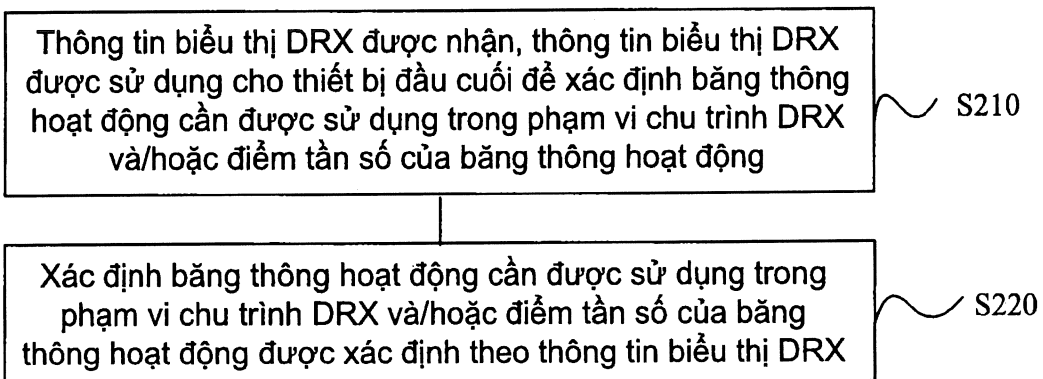 Thông tin biểu thị DRX được nhận, thông tin biểu thị DRX
được sử dụng cho thiết bị đầu cuối để xác định băng thông
hoạt động cần được sử dụng trong phạm vi chu trình DRX
và/hoặc điểm tần số của băng thông hoạt động
S210
Xác định băng thông hoạt động cần được sử dụng trong
phạm vi chu trình DRX và/hoặc điểm tần số của băng
thông hoạt động được xác định theo thông tin biểu thị DRX
S220